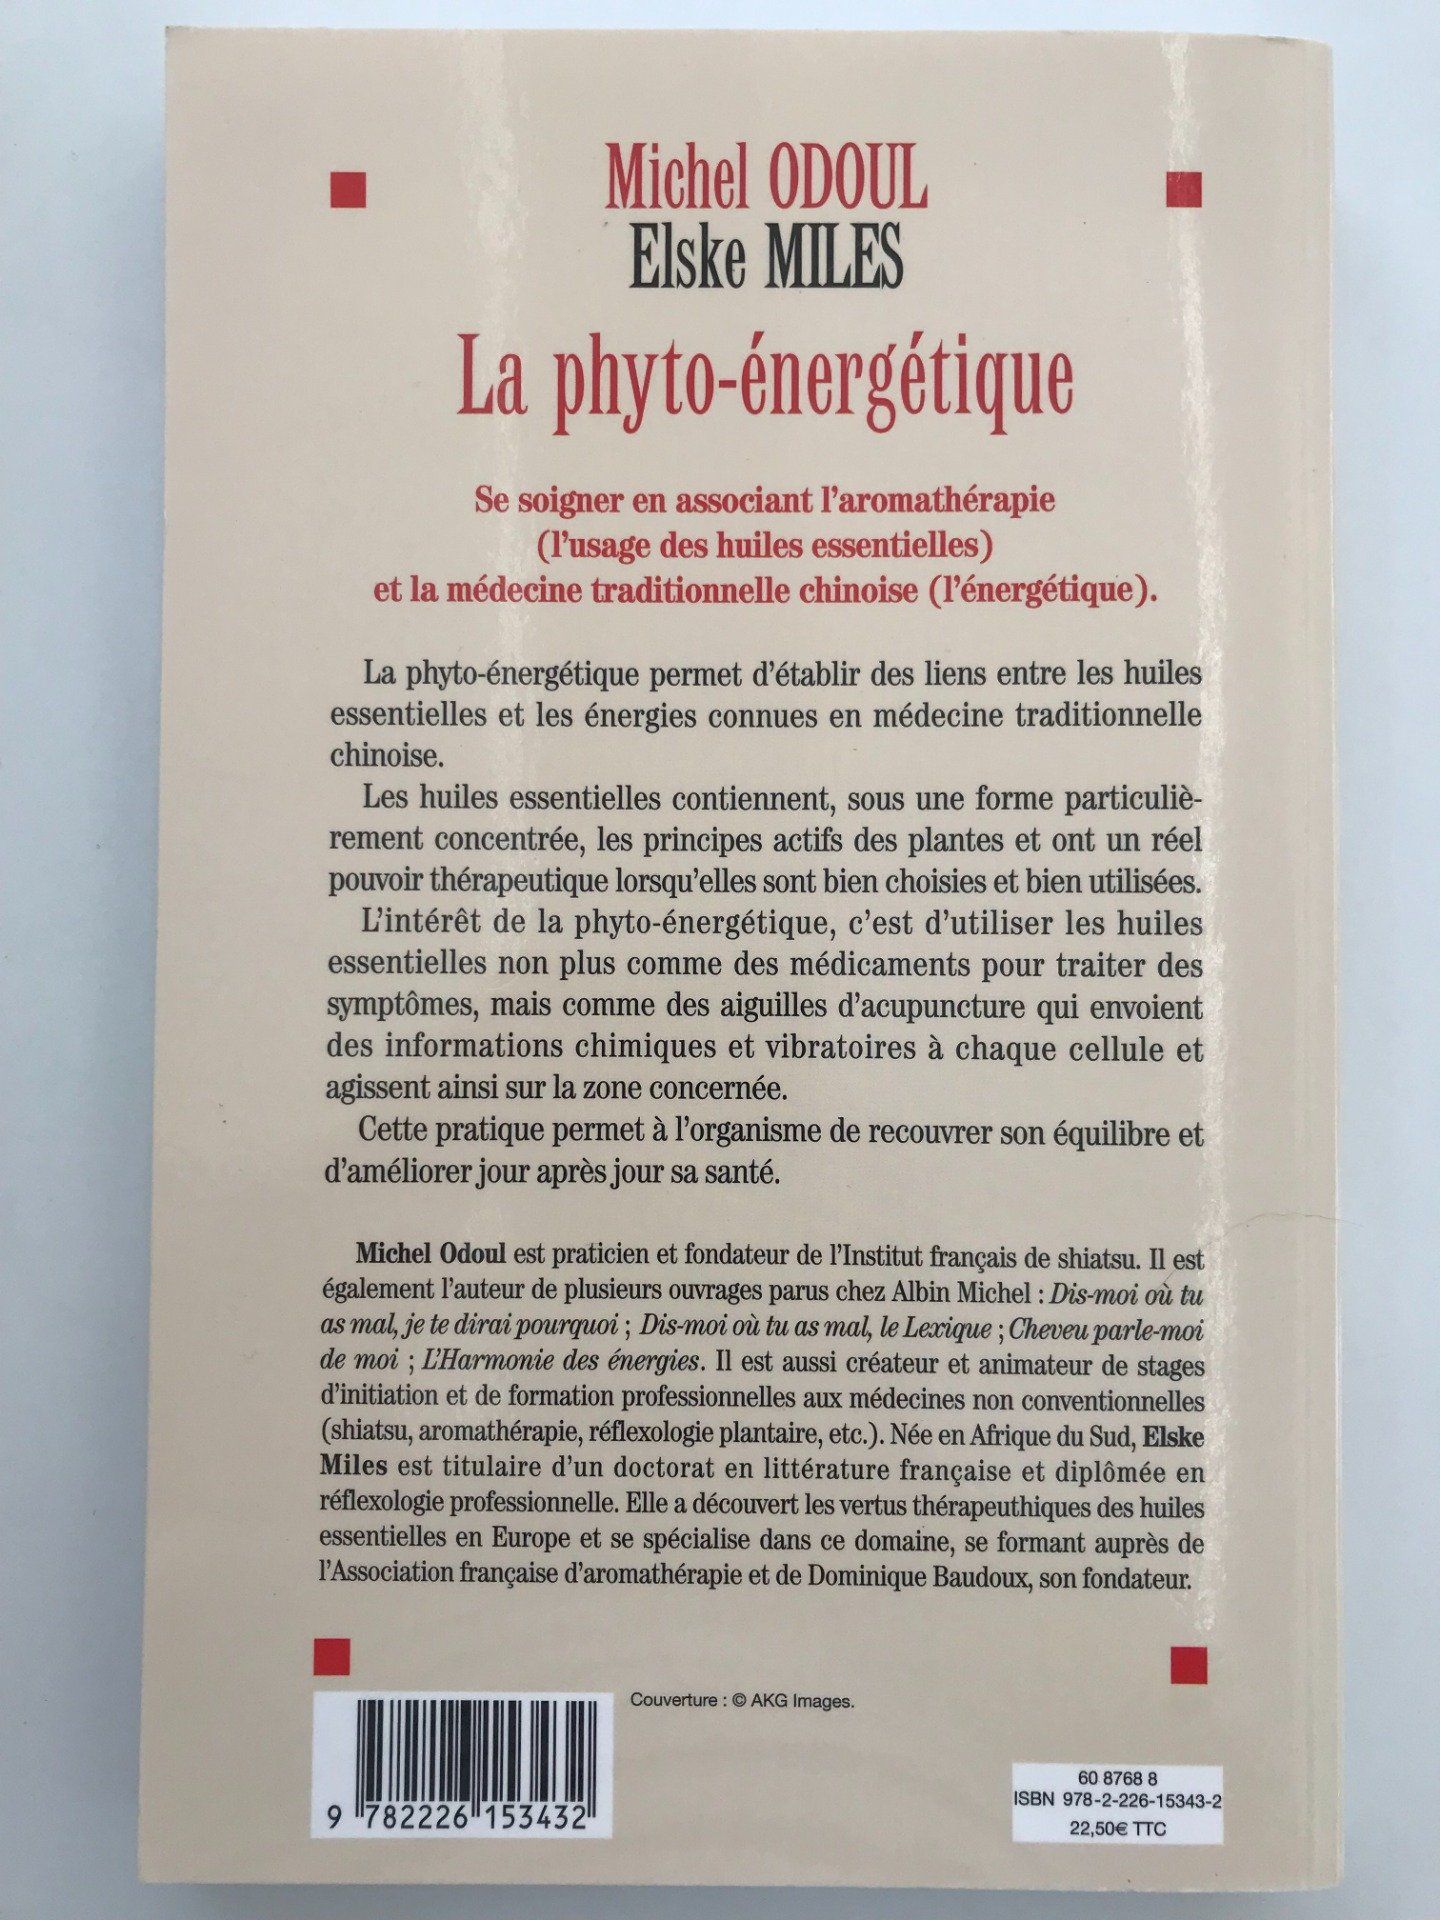 Michel ODOUL
Elske MILES
La phyto-énergétique
Se soigner en associant l'aromathérapie
(l'usage des huiles essentielles)
et la médecine traditionnelle chinoise (l'énergétique).
La phyto-énergétique permet d'établir des liens entre les huiles
essentielles et les énergies connues en médecine traditionnelle
chinoise.
Les huiles essentielles contiennent, sous une forme particuliè-
rement concentrée, les principes actifs des plantes et ont un réel
pouvoir thérapeutique lorsqu'elles sont bien choisies et bien utilisées.
L'intérêt de la phyto-énergétique, c'est d'utiliser les huiles
essentielles non plus comme des médicaments pour traiter des
symptômes, mais comme des aiguilles d'acupuncture qui envoient
des informations chimiques et vibratoires à chaque cellule et
agissent ainsi sur la zone concernée.
Cette pratique permet à l'organisme de recouvrer son équilibre et
d'améliorer jour après jour sa santé.
Michel Odoul est praticien et fondateur de l'Institut français de shiatsu. Il est
également l'auteur de plusieurs ouvrages parus chez Albin Michel : Dis-moi où tu
as mal, je te dirai pourquoi ; Dis-moi où tu as mal, le Lexique ; Cheveu parle-moi
de moi ; L'Harmonie des énergies. Il est aussi créateur et animateur de stages
d'initiation et de formation professionnelles aux médecines non conventionnelles
(shiatsu, aromathérapie, réflexologie plantaire, etc.). Née en Afrique du Sud, Elske
Miles est titulaire d'un doctorat en littérature française et diplômée en
réflexologie professionnelle. Elle a découvert les vertus thérapeuthiques des huiles
essentielles en Europe et se spécialise dans ce domaine, se formant auprès de
l'Association française d'aromathérapie et de Dominique Baudoux, son fondateur.
Couverture : © AKG Images.
9 782226 153432
60 8768 8
ISBN 978-2-226-15343-2
22,50€ TTC